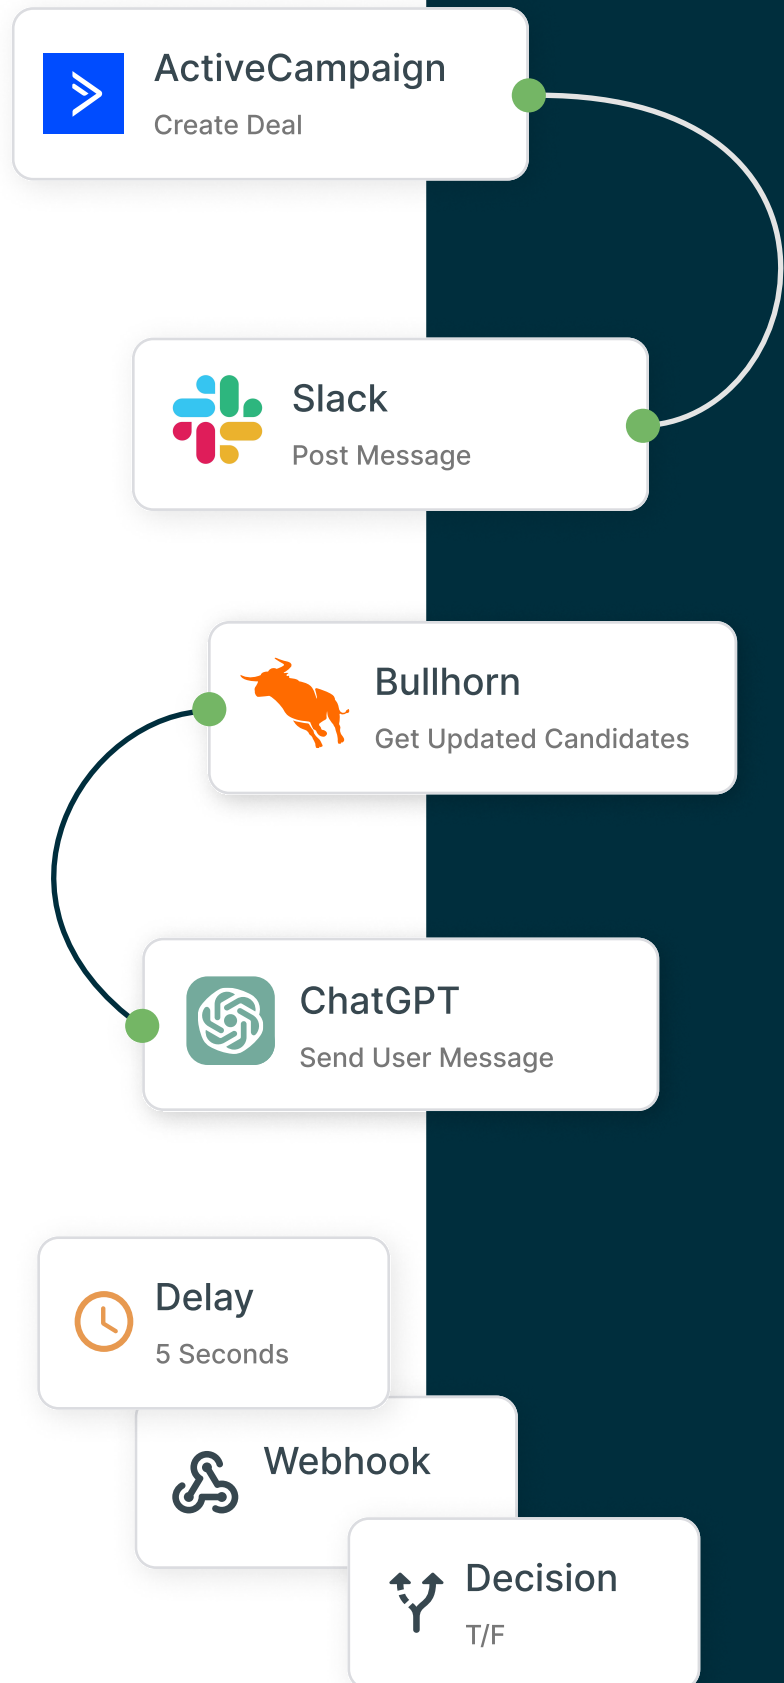 ActiveCampaign
Create Deal
Slack
Post Message
Bullhorn
Get Updated Candidates
ChatGPT
Send User Message
Delay
5 Seconds
Webhook
Decision
T/F